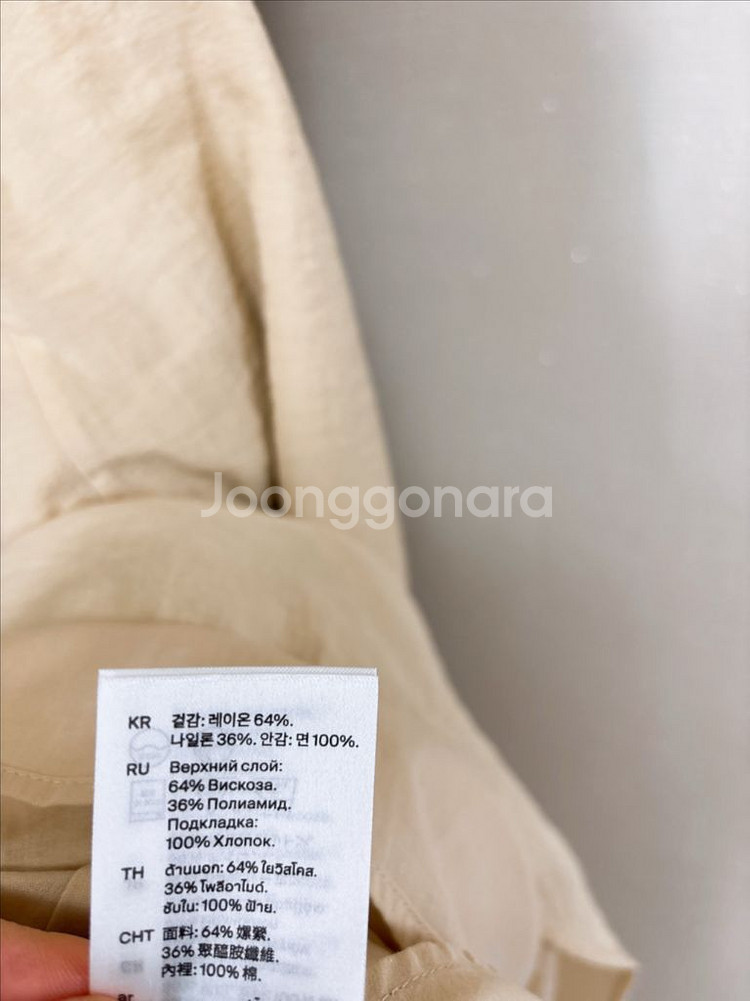 Joonggonara
KR 겉감: 레이온 64%.
나일론 36%. 안감: 면 100%.
RU Верхний слой:
64% Вискоза.
36% Полиамид.
Подкладка:
100% Хлопок.
TH ด้านนอก: 64% ใยวิสโคส.
36% โพลีอาไมด์.
ซับใน: 100% ฝ้าย.
CHT 面料: 64% 嫘縈.
36% 聚醯胺纖維.
內裡: 100% 棉.